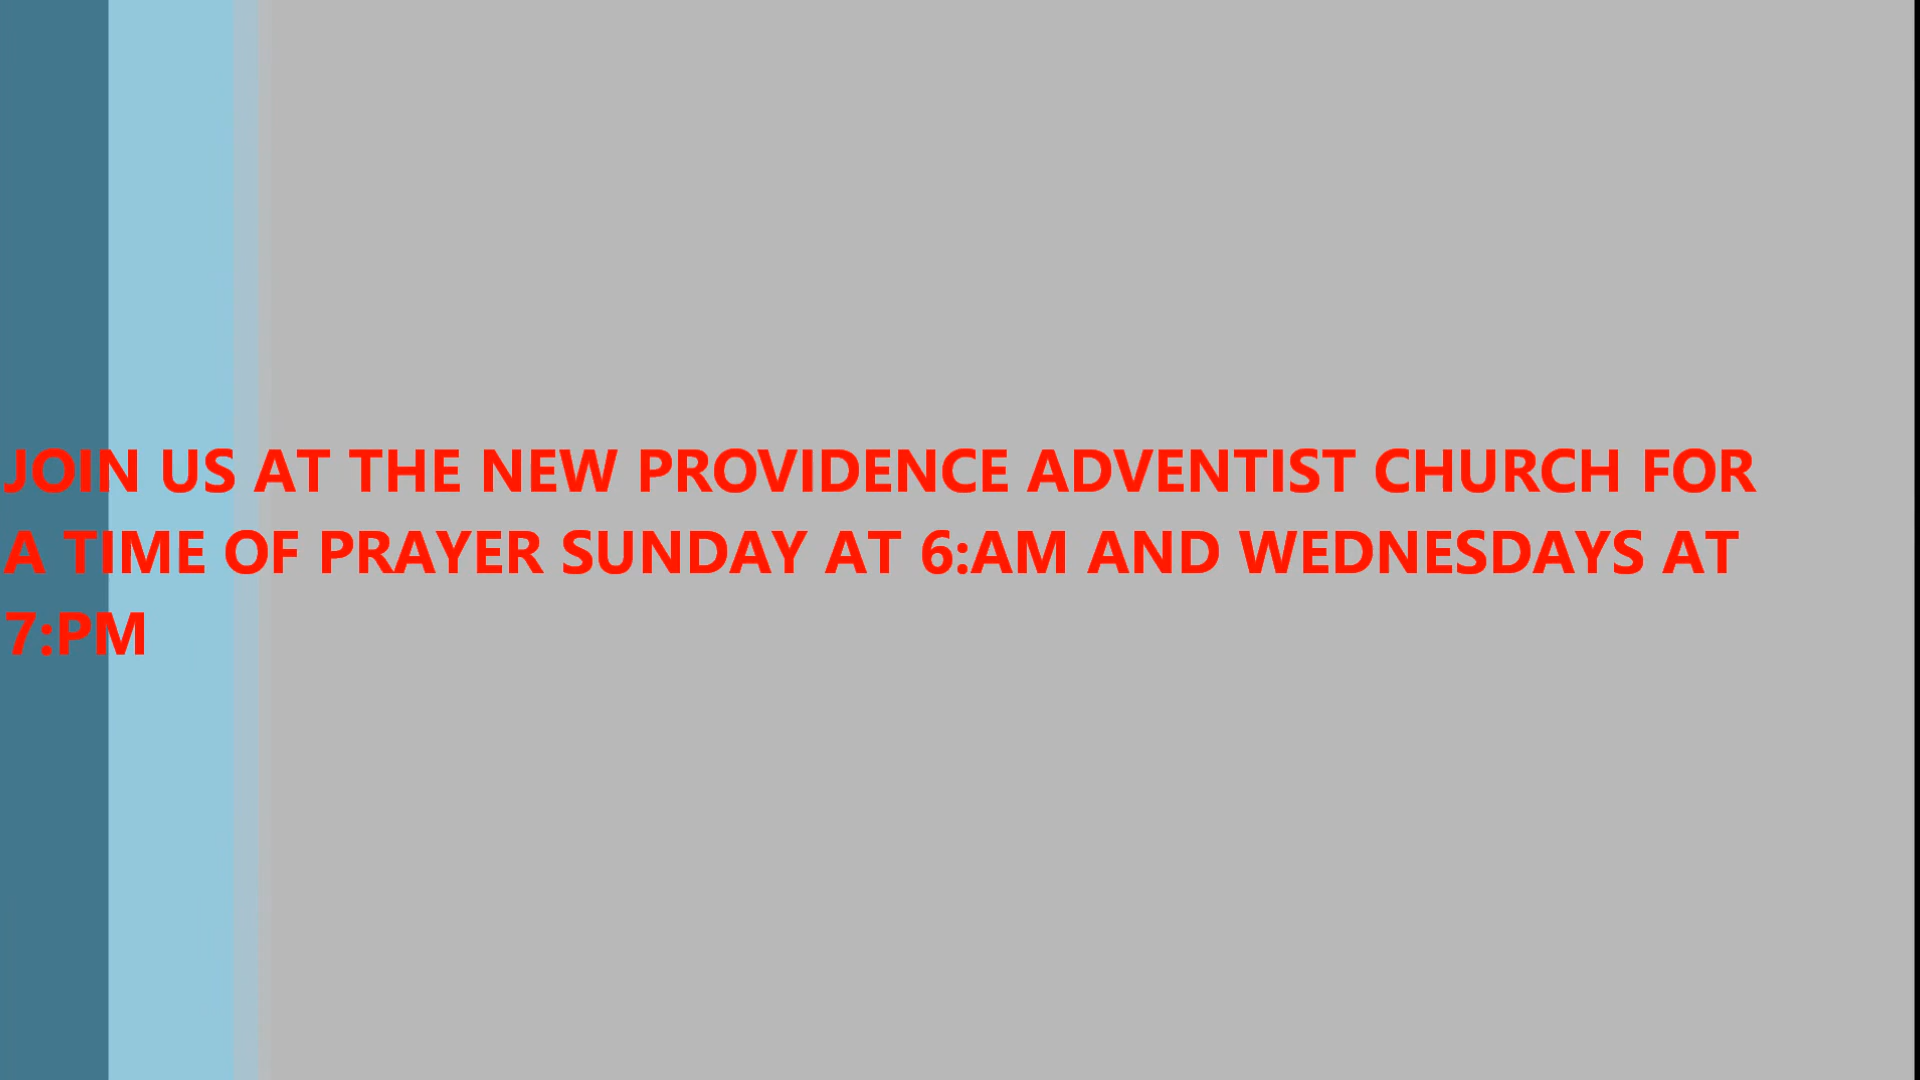 JOIN US AT THE NEW PROVIDENCE ADVENTIST CHURCH FOR
A TIME OF PRAYER SUNDAY AT 6:AM AND WEDNESDAYS AT
7:PM